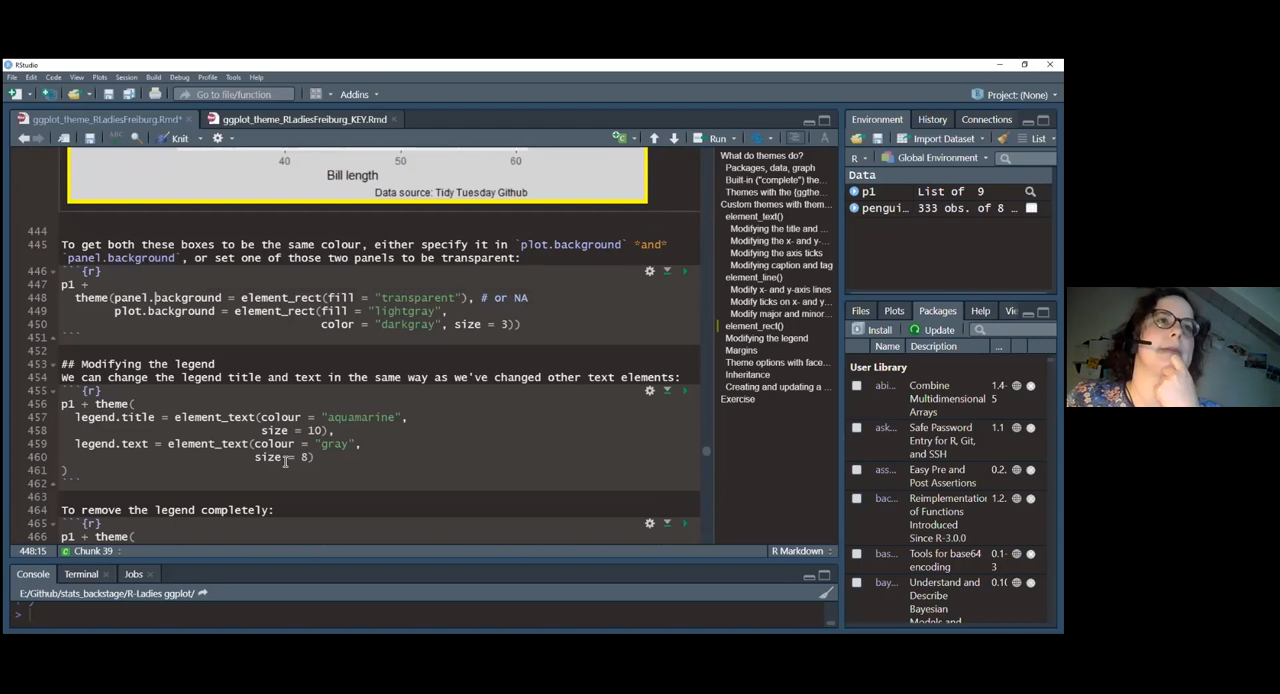 RStudio
File Edit Code View Plots Session Build Debug Profile Tools Help
Go to file/function
Addins
Project: (None)
ggplot_theme_RLadiesFreiburg.Rmd*
ggplot_theme_RLadiesFreiburg_KEY.Rmd
Knit
Run
40 50 60
Bill length
Data source: Tidy Tuesday Github
444
445 To get both these boxes to be the same colour, either specify it in `plot.background` *and*
`panel.background`, or set one of those two panels to be transparent:
446 ```{r}
447 p1 +
448 theme(panel.background = element_rect(fill = "transparent"), # or NA
449 plot.background = element_rect(fill = "lightgray",
450 color = "darkgray", size = 3))
451 ```
452
453 ## Modifying the legend
454 We can change the legend title and text in the same way as we've changed other text elements:
455 ```{r}
456 p1 + theme(
457 legend.title = element_text(colour = "aquamarine",
458 size = 10),
459 legend.text = element_text(colour = "gray",
460 size = 8)
461 )
462 ```
463
464 To remove the legend completely:
465 ```{r}
466 p1 + theme(
448:15 Chunk 39 R Markdown
What do themes do?
Packages, data, graph
Built-in ("complete") the...
Themes with the {ggthe...
Custom themes with them...
element_text()
Modifying the title and ...
Modifying the x- and y-...
Modifying the axis ticks
Modifying caption and tag
element_line()
Modify x- and y-axis lines
Modify ticks on x- and y...
Modify major and minor...
element_rect()
Modifying the legend
Margins
Theme options with face...
Inheritance
Creating and updating a ...
Exercise
Console Terminal Jobs
E:/Github/stats_backstage/R-Ladies ggplot/
>
Environment History Connections
Import Dataset List
R Global Environment
Data
p1 List of 9
pengui... 333 obs. of 8 ...
Files Plots Packages Vi
Install Update
Name Description ...
User Library
abi... Combine Multidimensional Arrays 1.4-5
ask... Safe Password Entry for R, Git, and SSH 1.1
ass... Easy Pre and Post Assertions 0.2.
bac... Reimplementations of Functions Introduced Since R-3.0.0 1.2.
bas... Tools for base64 encoding 0.1-3
bay... Understand and Describe Bayesian Models and 0.10